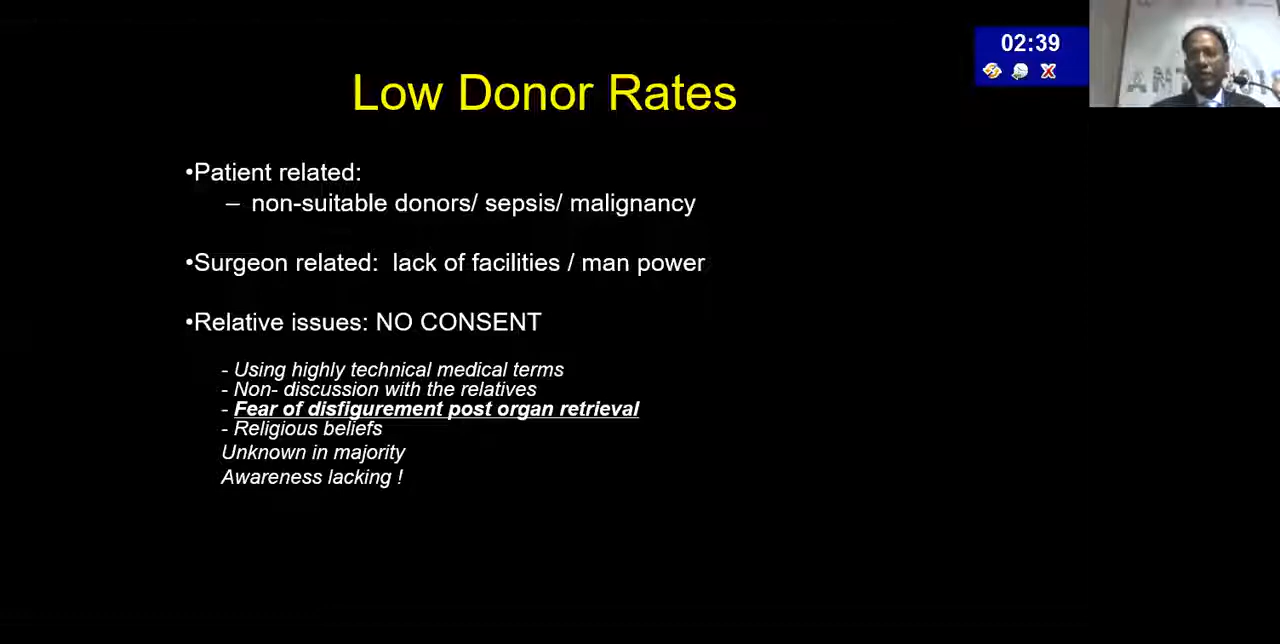 02:39
Low Donor Rates
•Patient related:
– non-suitable donors/ sepsis/ malignancy
•Surgeon related: lack of facilities / man power
•Relative issues: NO CONSENT
- Using highly technical medical terms
- Non- discussion with the relatives
- Fear of disfigurement post organ retrieval
- Religious beliefs
Unknown in majority
Awareness lacking !